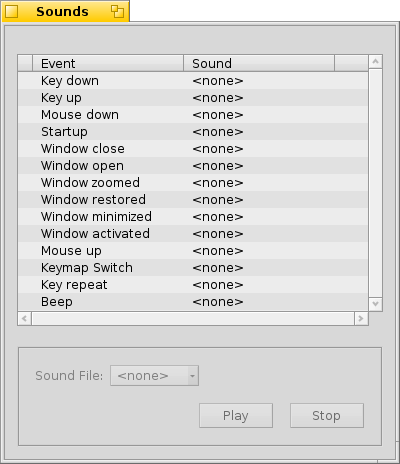 Sounds
Event Sound
Key down <none>
Key up <none>
Mouse down <none>
Startup <none>
Window close <none>
Window open <none>
Window zoomed <none>
Window restored <none>
Window minimized <none>
Window activated <none>
Mouse up <none>
Keymap Switch <none>
Key repeat <none>
Beep <none>
Sound File: <none>
Play Stop